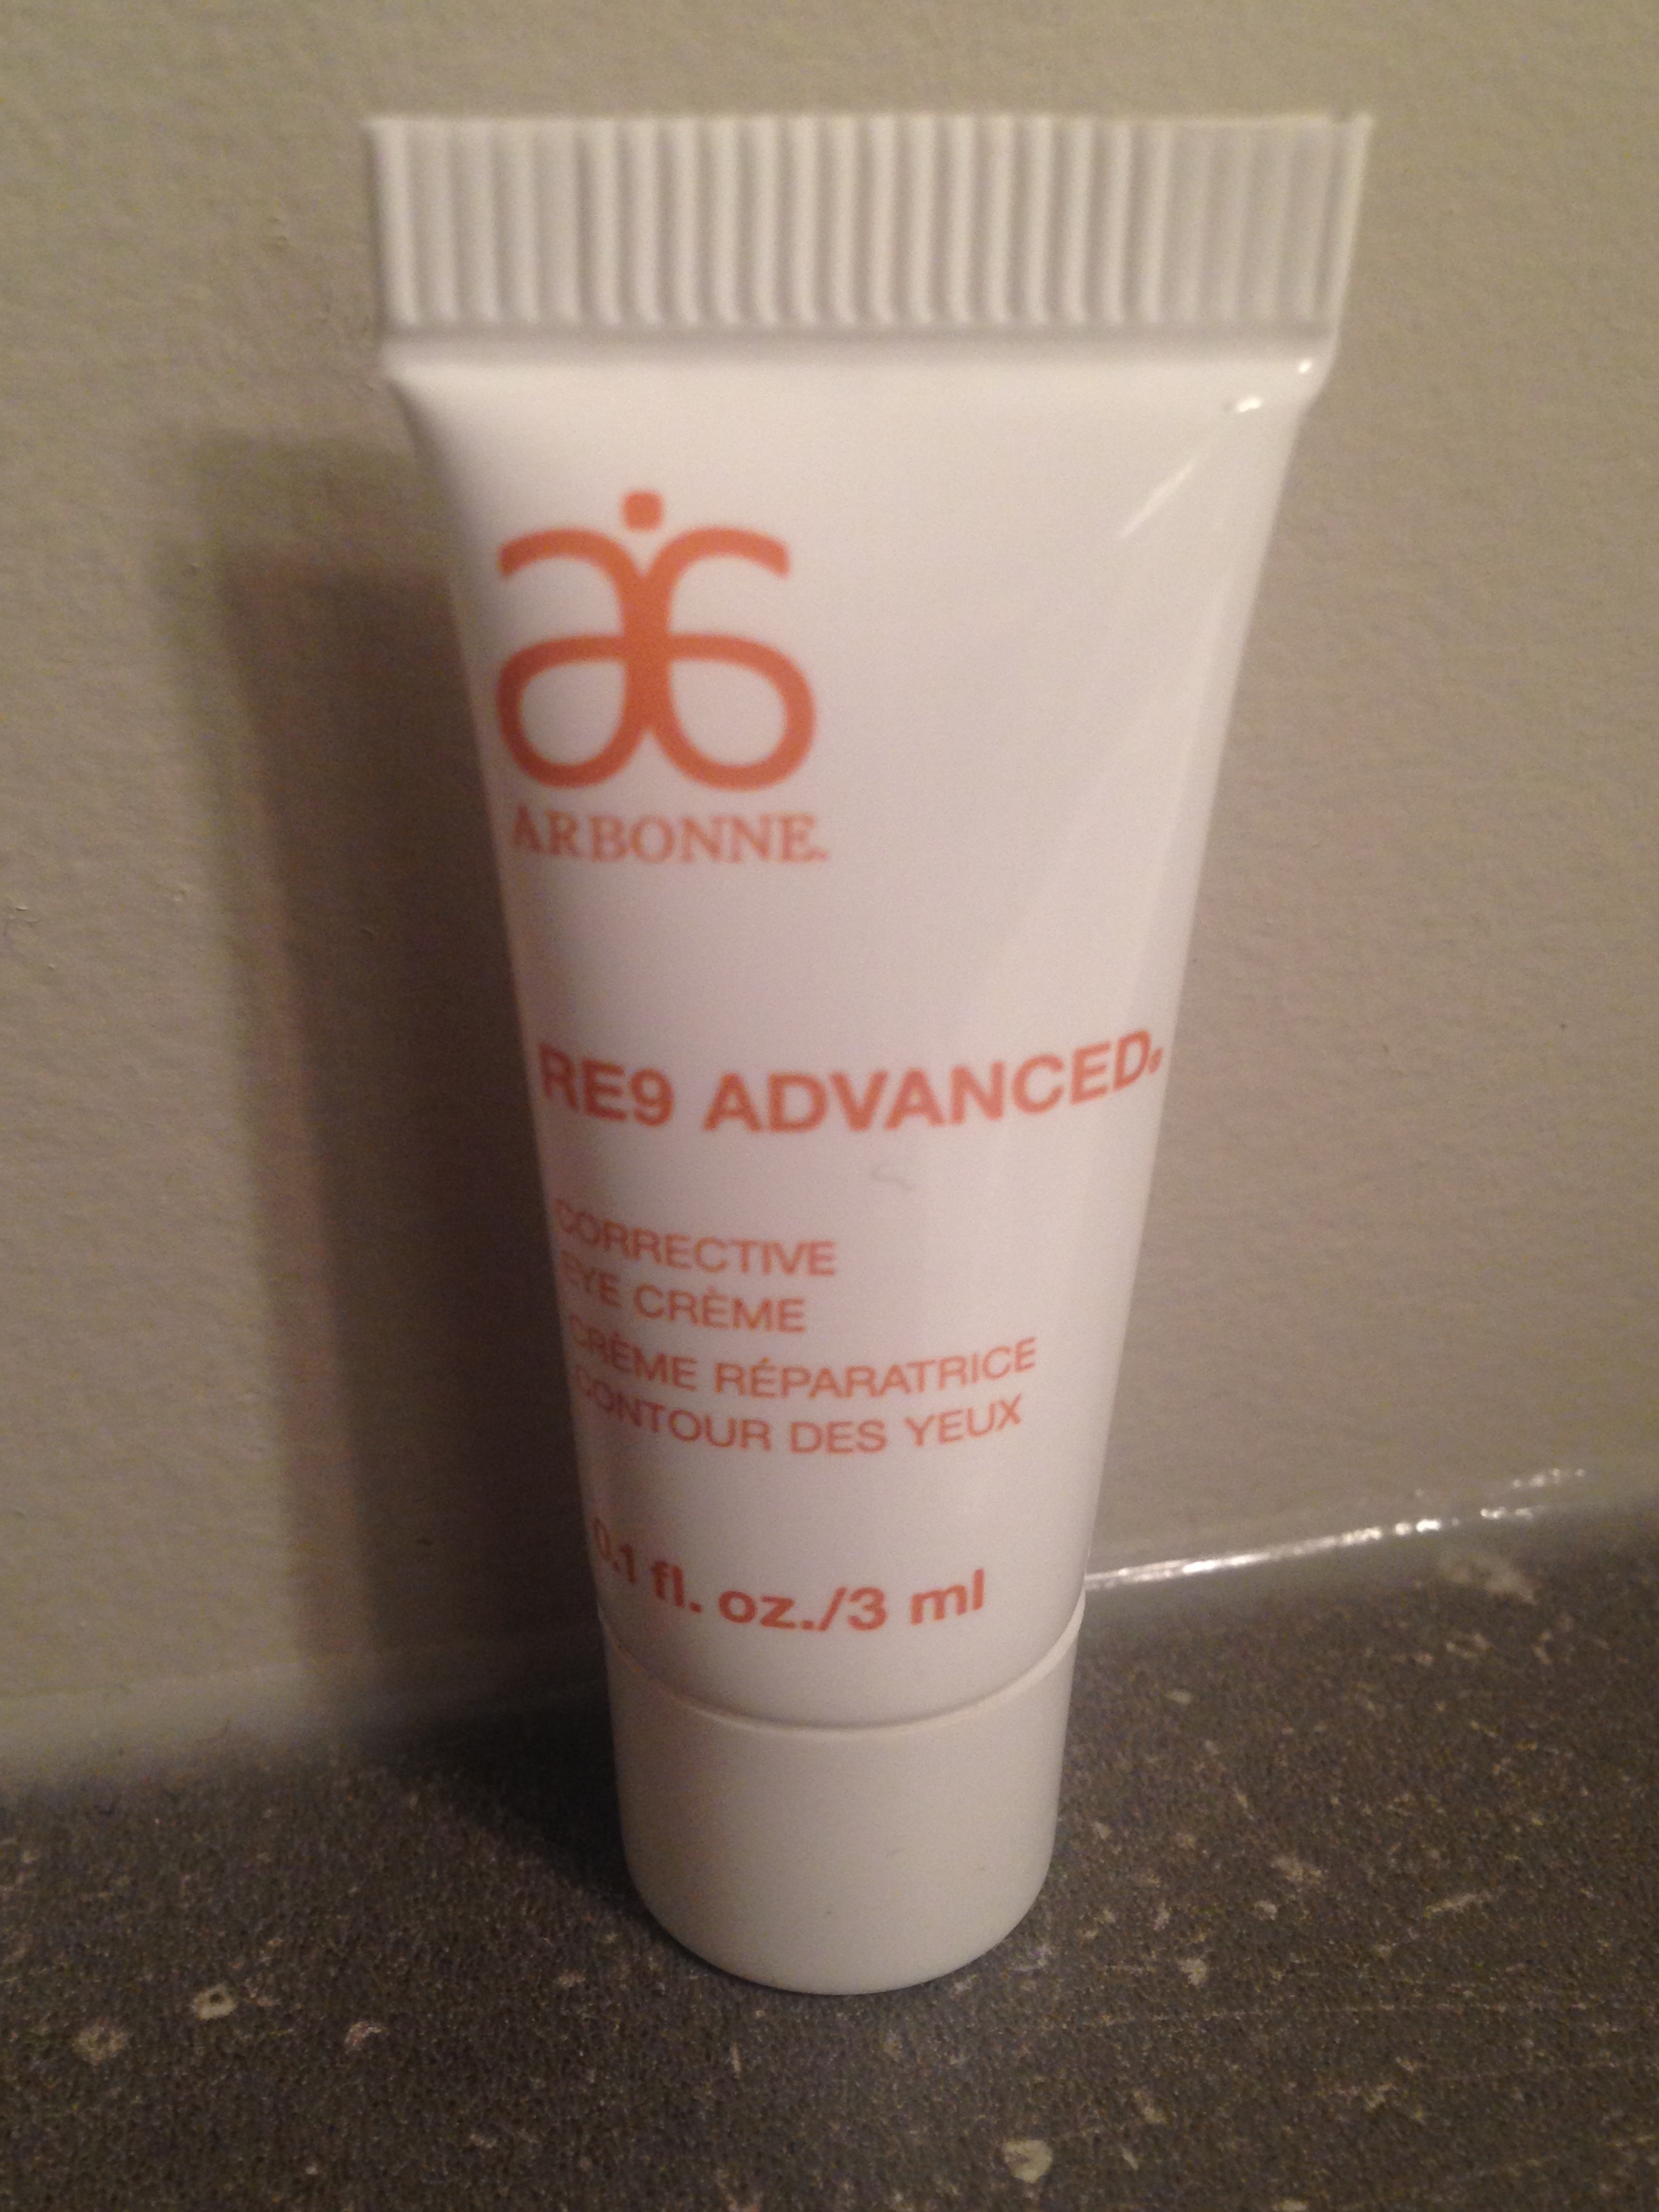 ARBONNE®
RE9 ADVANCED®
CORRECTIVE
EYE CRÈME
CRÈME RÉPARATRICE
CONTOUR DES YEUX
0.1 fl. oz./3 ml